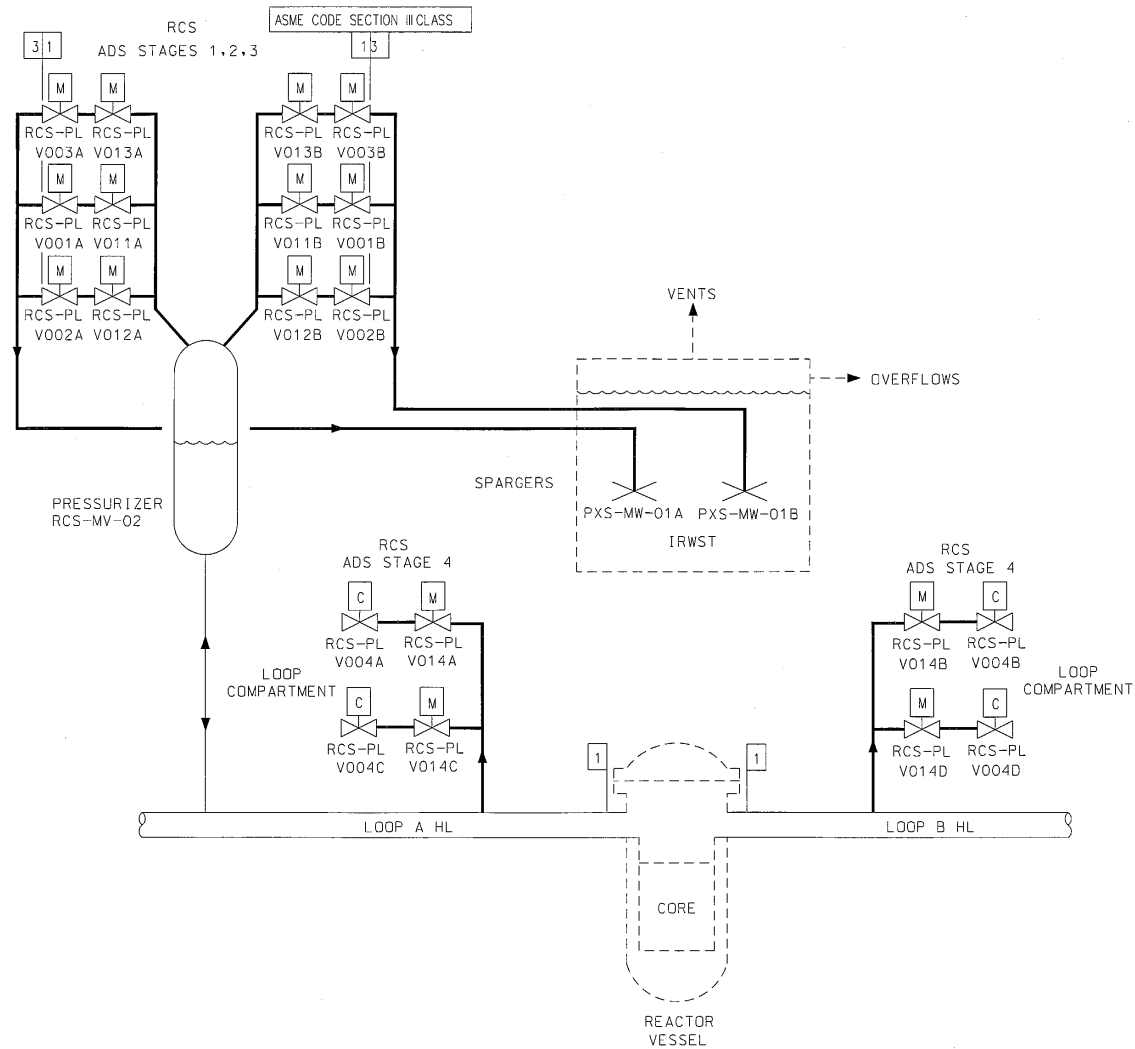 ASME CODE SECTION III CLASS
RCS
ADS STAGES 1,2,3
3 1
1 3
M M
M M
RCS-PL RCS-PL
V003A V013A
RCS-PL RCS-PL
V013B V003B
M M
M M
RCS-PL RCS-PL
V001A V011A
RCS-PL RCS-PL
V011B V001B
M M
M M
RCS-PL RCS-PL
V002A V012A
RCS-PL RCS-PL
V012B V002B
VENTS
OVERFLOWS
PRESSURIZER
RCS-MV-02
SPARGERS
PXS-MW-01A PXS-MW-01B
IRWST
RCS
ADS STAGE 4
C M
RCS-PL RCS-PL
V004A V014A
LOOP
COMPARTMENT
C M
RCS-PL RCS-PL
V004C V014C
RCS
ADS STAGE 4
M C
RCS-PL RCS-PL
V014B V004B
LOOP
COMPARTMENT
M C
RCS-PL RCS-PL
V014D V004D
1
1
LOOP A HL
LOOP B HL
CORE
REACTOR
VESSEL